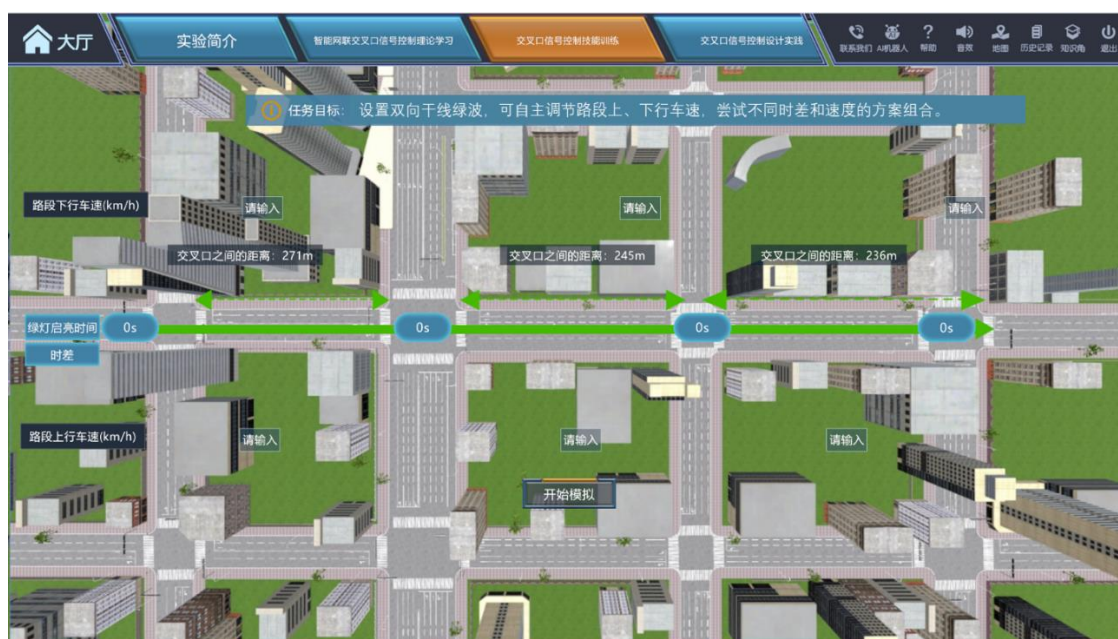 大厅
实验简介
智能网联交叉口信号控制理论学习
交叉口信号控制技能训练
交叉口信号控制设计实践
联系我们 AI机器人 帮助 音效 地图 历史记录 知识角 退出
任务目标： 设置双向干线绿波，可自主调节路段上、下行车速，尝试不同时差和速度的方案组合。
路段下行车速(km/h)
请输入 请输入 请输入
交叉口之间的距离：271m 交叉口之间的距离：245m 交叉口之间的距离：236m
绿灯启亮时间 0s 0s 0s 0s
时差
路段上行车速(km/h) 请输入 请输入 请输入
开始模拟